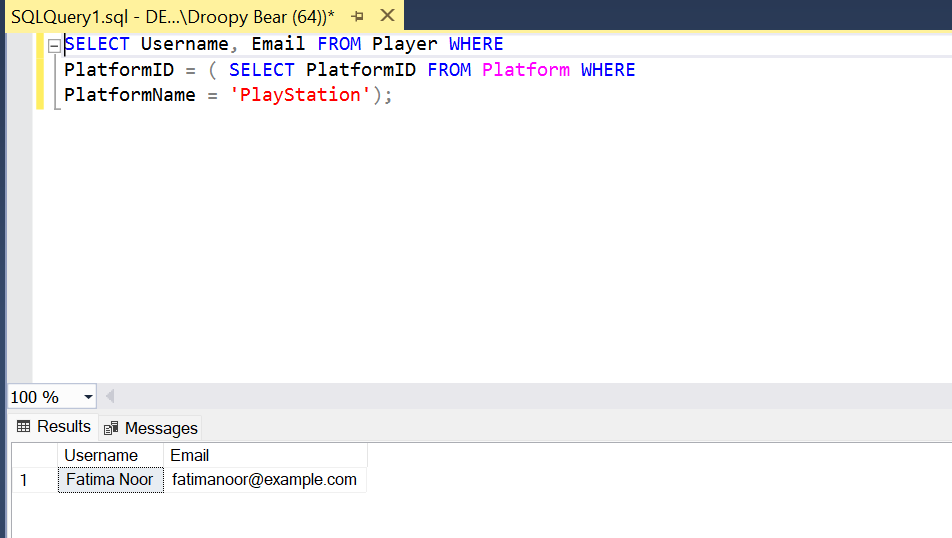 SQLQuery1.sql - DE...\Droopy Bear (64))*
SELECT Username, Email FROM Player WHERE
PlatformID = ( SELECT PlatformID FROM Platform WHERE
PlatformName = 'PlayStation');
100 %
Results Messages
Username Email
1 Fatima Noor fatimanoor@example.com